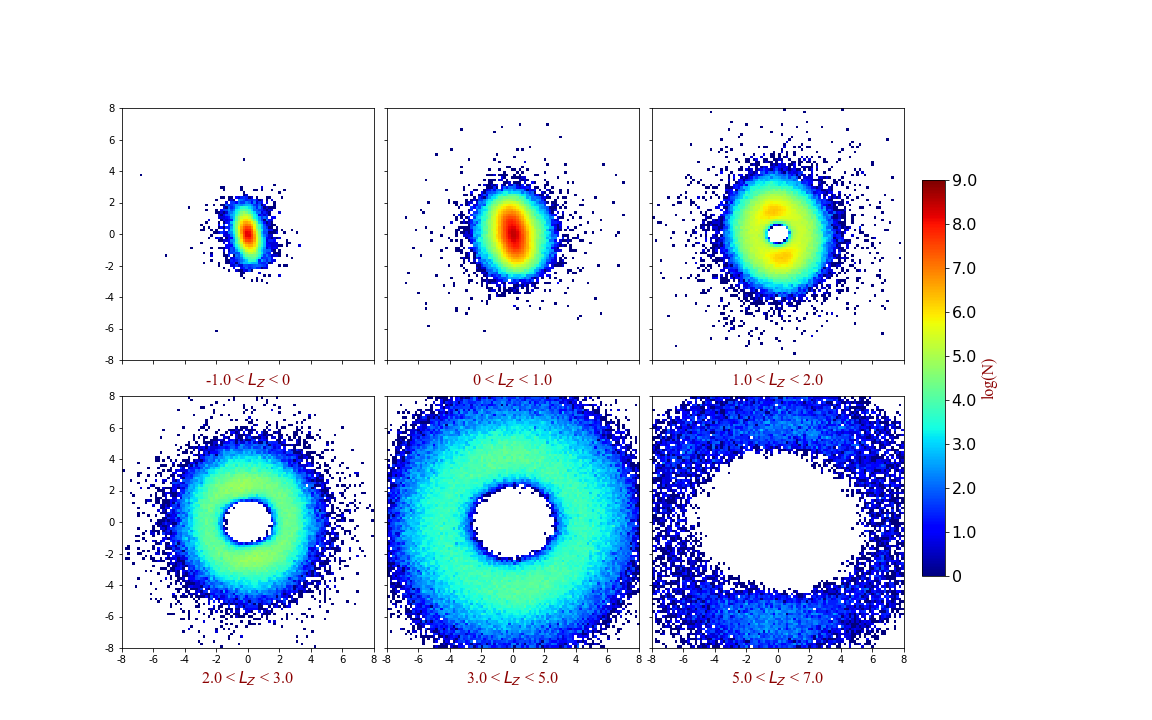 8
6
4
2
0
-2
-4
-6
-8
-1.0 < L_Z < 0
0 < L_Z < 1.0
1.0 < L_Z < 2.0
9.0
8.0
7.0
6.0
5.0
4.0
3.0
2.0
1.0
0
log(N)
8
6
4
2
0
-2
-4
-6
-8
-8 -6 -4 -2 0 2 4 6 8
-8 -6 -4 -2 0 2 4 6 8
-8 -6 -4 -2 0 2 4 6 8
2.0 < L_Z < 3.0
3.0 < L_Z < 5.0
5.0 < L_Z < 7.0